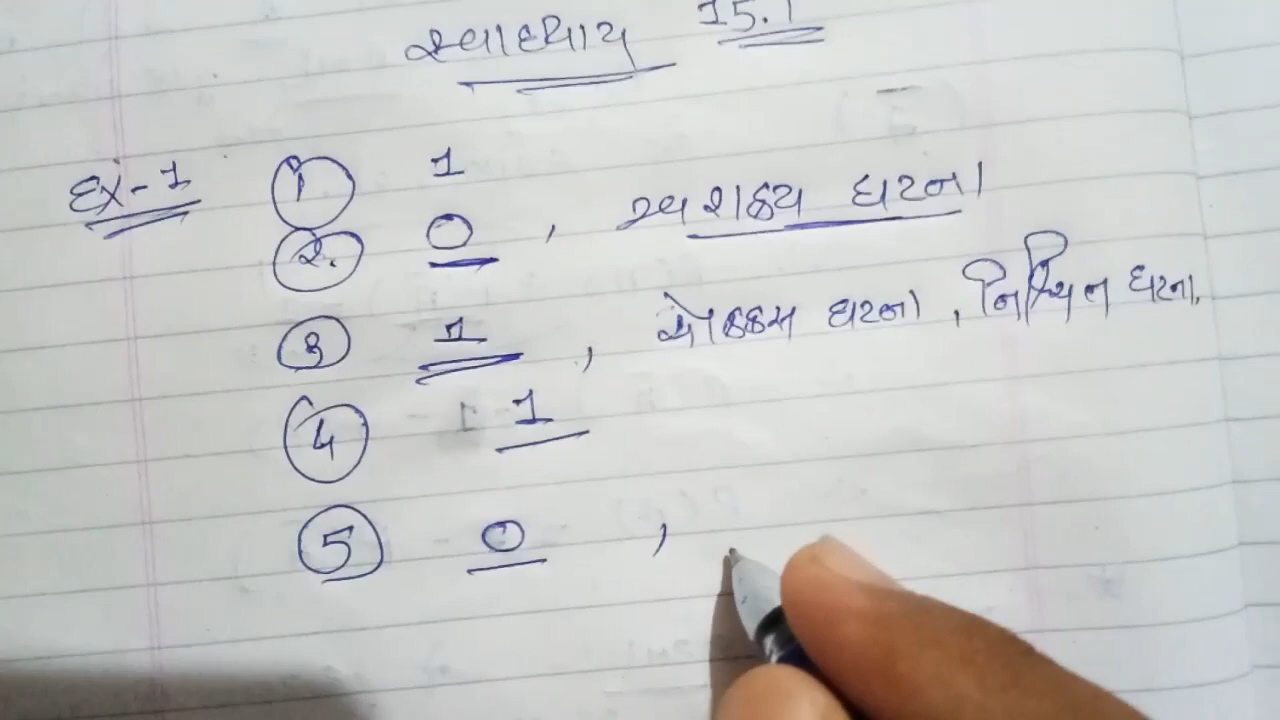 સ્વાધ્યાય 15.1
Ex-1 1 1
2. 0 , અશક્ય ઘટના
3 1 , ચોક્કસ ઘટના , નિશ્ચિત ઘટના.
4 1
5 0 ,